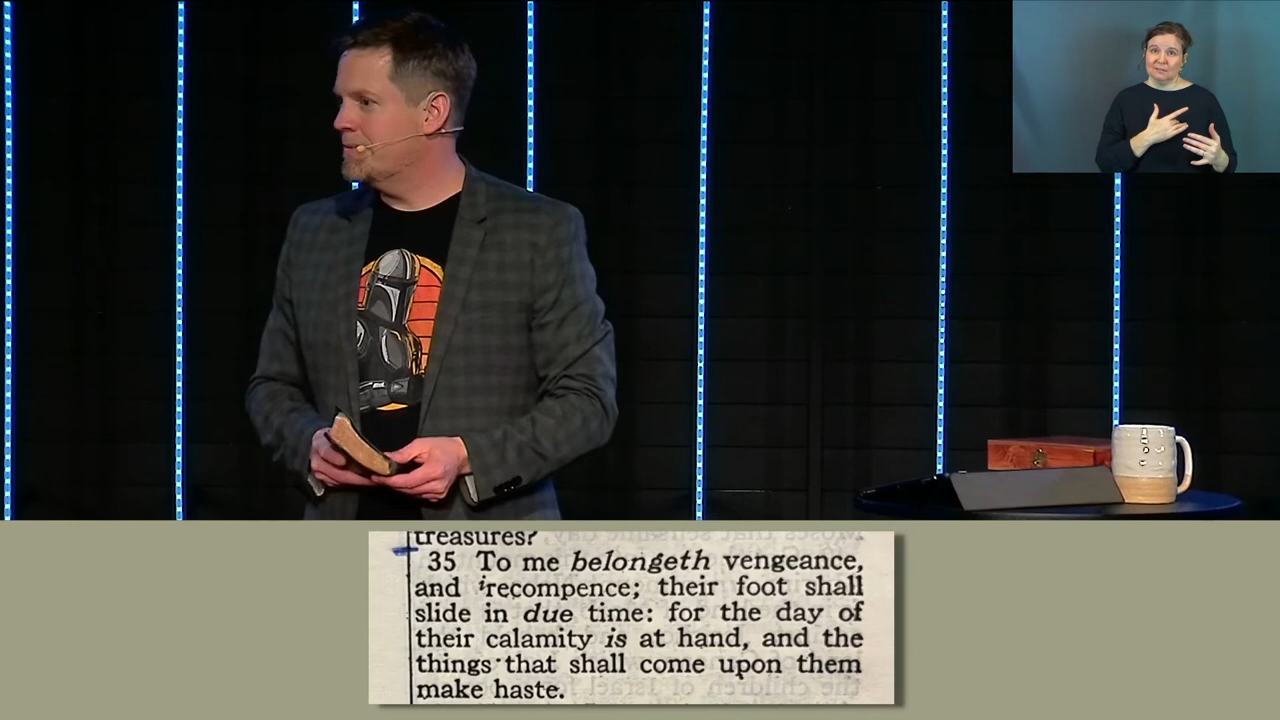 treasures?
35 To me belongeth vengeance,
and irecompence; their foot shall
slide in due time: for the day of
their calamity is at hand, and the
things that shall come upon them
make haste.